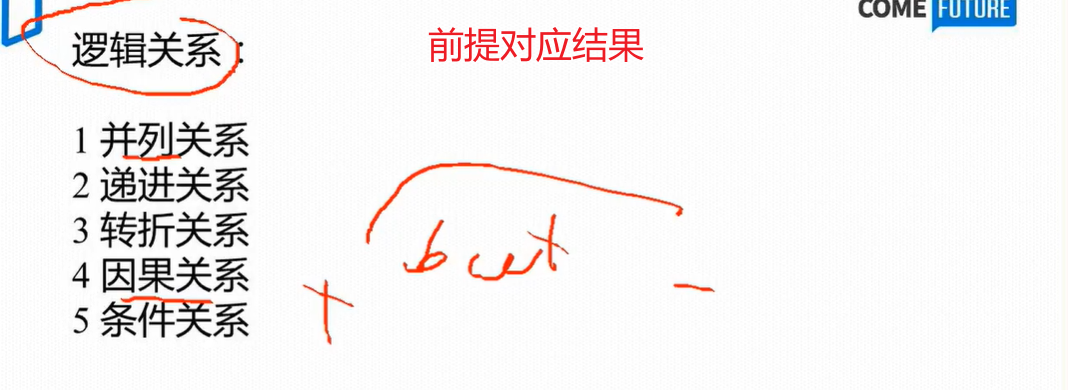 COME FUTURE
逻辑关系：
前提对应结果
1 并列关系
2 递进关系
3 转折关系
4 因果关系
5 条件关系
but
+
-